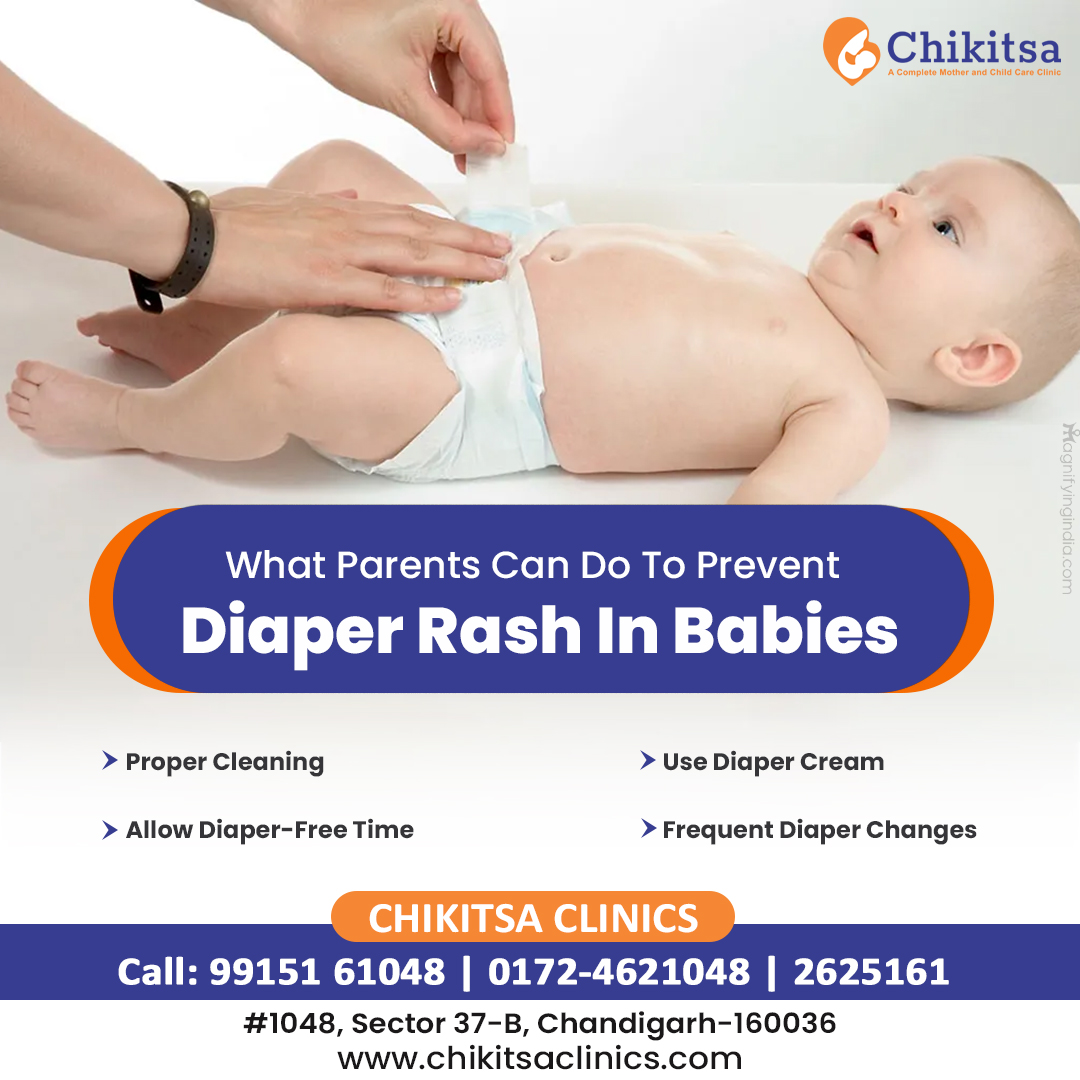 Chikitsa
A Complete Mother and Child Care Clinic
Magnifyingindia.com
What Parents Can Do To Prevent
Diaper Rash In Babies
Proper Cleaning
Use Diaper Cream
Allow Diaper-Free Time
Frequent Diaper Changes
CHIKITSA CLINICS
Call: 99151 61048 | 0172-4621048 | 2625161
#1048, Sector 37-B, Chandigarh-160036
www.chikitsaclinics.com